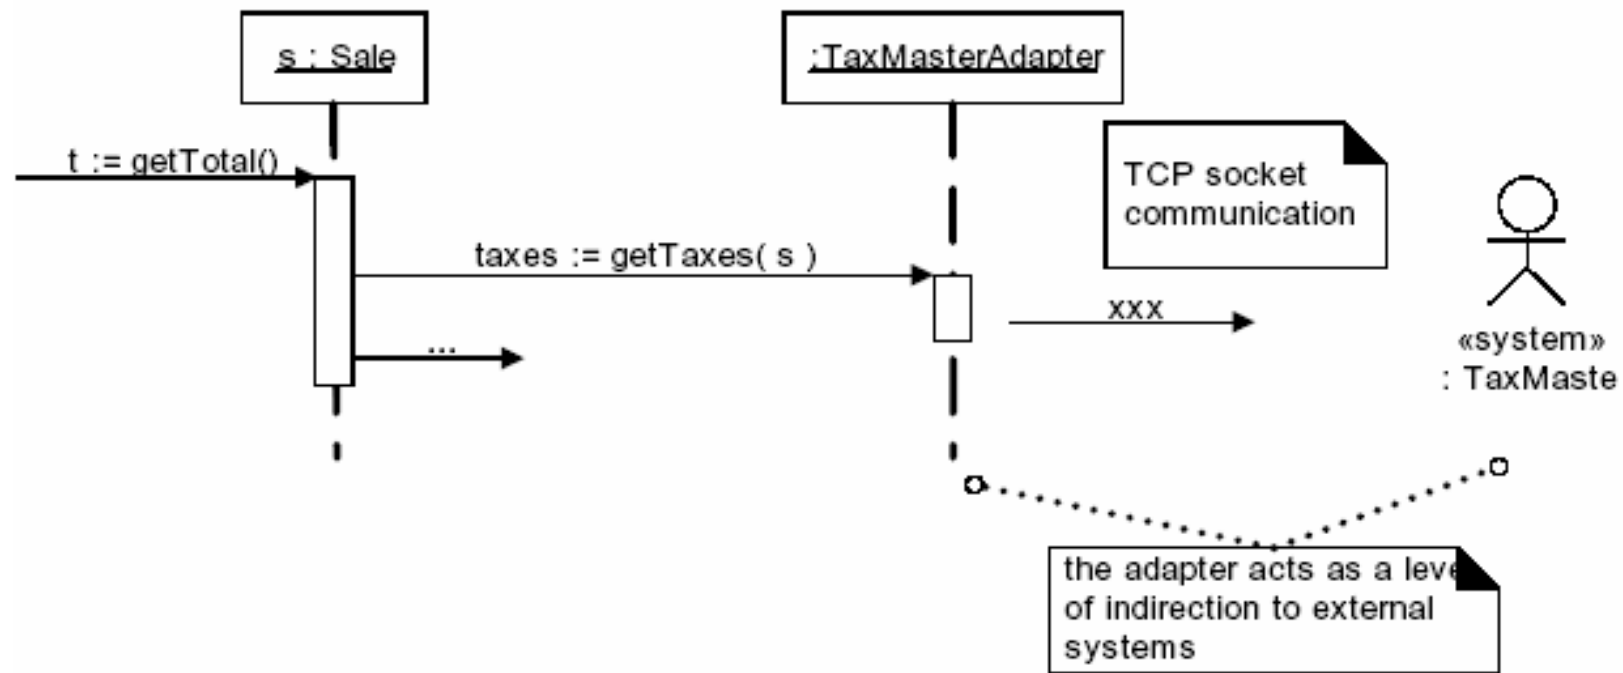 s : Sale
:TaxMasterAdapter
t := getTotal()
TCP socket
communication
taxes := getTaxes( s )
xxx
...
«system»
: TaxMaste
the adapter acts as a leve
of indirection to external
systems